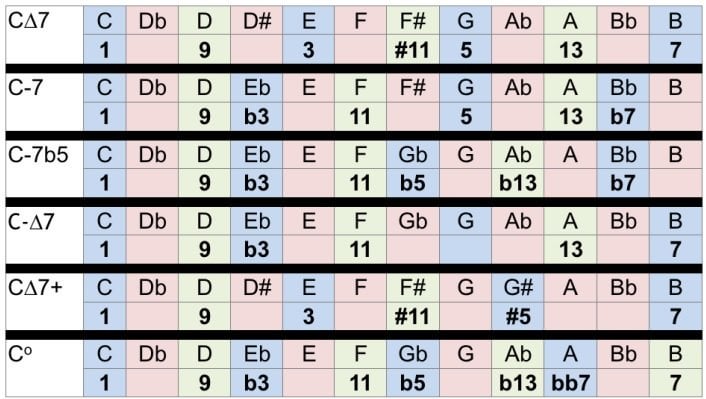 C∆7 C Db D D# E F F# G Ab A Bb B
1 9 3 #11 5 13 7
C-7 C Db D Eb E F F# G Ab A Bb B
1 9 b3 11 5 13 b7
C-7b5 C Db D Eb E F Gb G Ab A Bb B
1 9 b3 11 b5 b13 b7
C-∆7 C Db D Eb E F Gb G Ab A Bb B
1 9 b3 11 13 7
C∆7+ C Db D D# E F F# G G# A Bb B
1 9 3 #11 #5 7
Cº C Db D Eb E F Gb G Ab A Bb B
1 9 b3 11 b5 b13 bb7 7